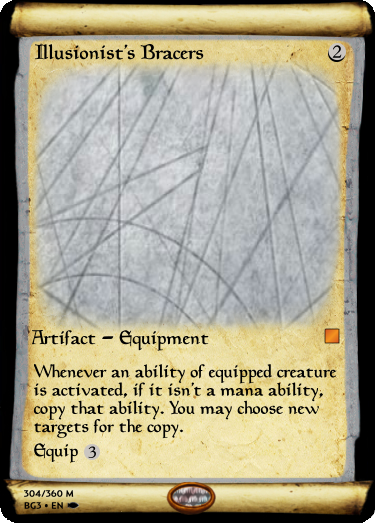 Illusionist's Bracers 2
Artifact – Equipment
Whenever an ability of equipped creature
is activated, if it isn't a mana ability,
copy that ability. You may choose new
targets for the copy.
Equip 3
304/360 M
BG3 • EN